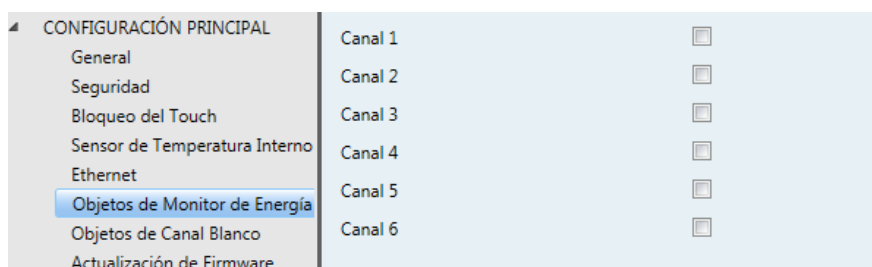 CONFIGURACIÓN PRINCIPAL
General
Seguridad
Bloqueo del Touch
Sensor de Temperatura Interno
Ethernet
Objetos de Monitor de Energía
Objetos de Canal Blanco
Actualización de Firmware
Canal 1
Canal 2
Canal 3
Canal 4
Canal 5
Canal 6